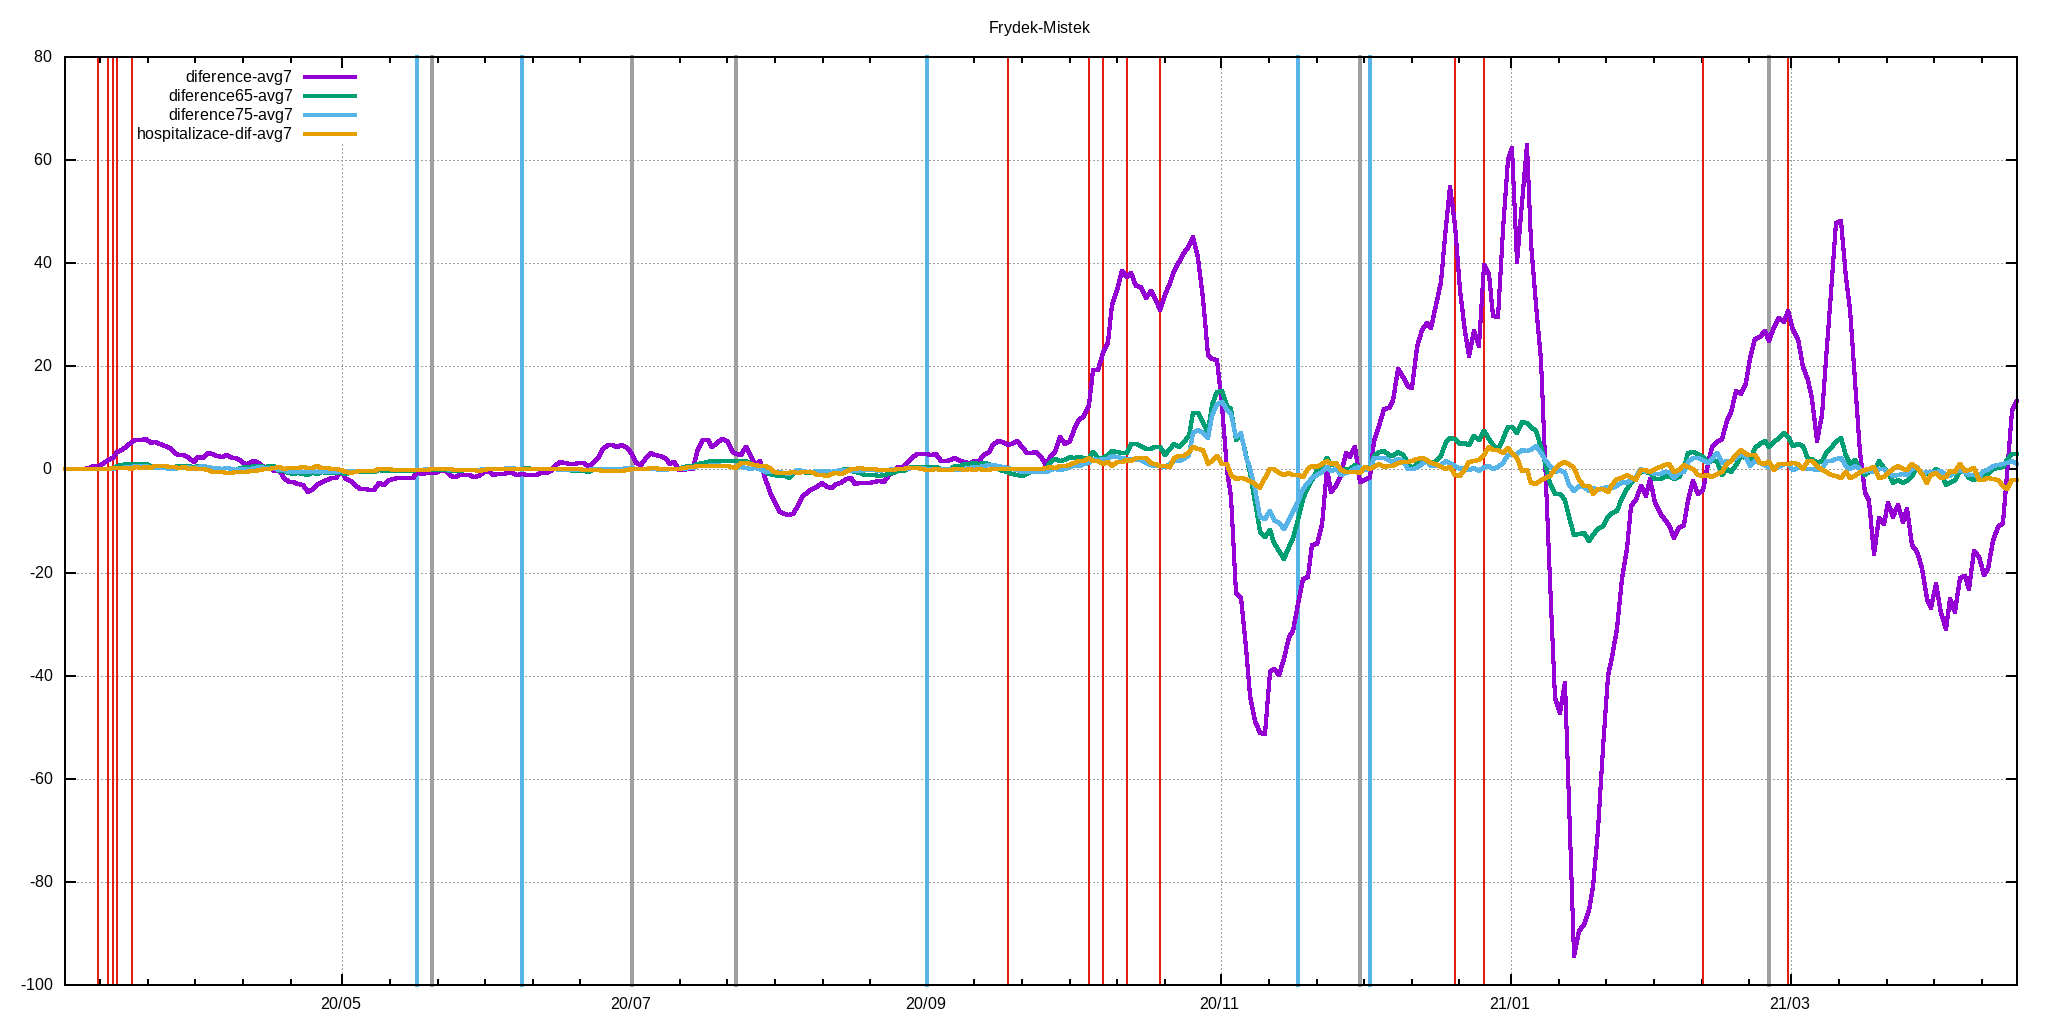 Frydek-Mistek
diference-avg7
diference65-avg7
diference75-avg7
hospitalizace-dif-avg7
80
60
40
20
0
-20
-40
-60
-80
-100
20/05 20/07 20/09 20/11 21/01 21/03